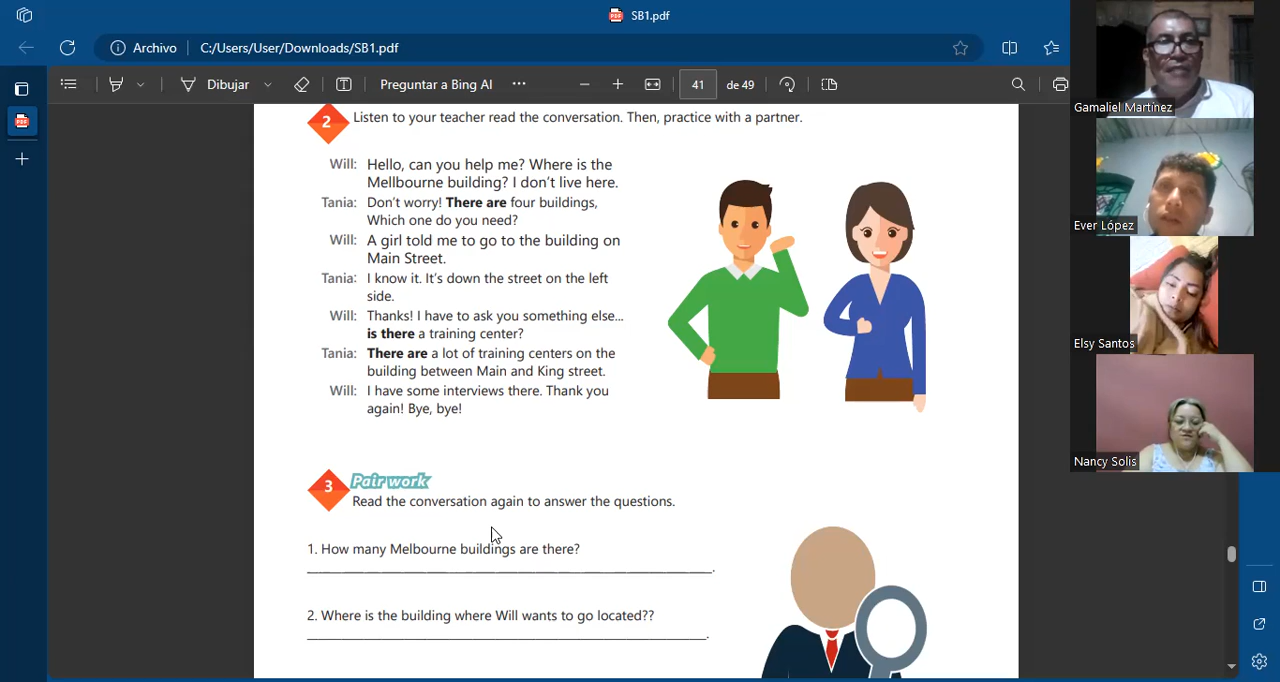 SB1.pdf
Archivo C:/Users/User/Downloads/SB1.pdf
Dibujar Preguntar a Bing AI 41 de 49
2 Listen to your teacher read the conversation. Then, practice with a partner.
Will: Hello, can you help me? Where is the
Mellbourne building? I don't live here.
Tania: Don't worry! There are four buildings,
Which one do you need?
Will: A girl told me to go to the building on
Main Street.
Tania: I know it. It's down the street on the left
side.
Will: Thanks! I have to ask you something else...
is there a training center?
Tania: There are a lot of training centers on the
building between Main and King street.
Will: I have some interviews there. Thank you
again! Bye, bye!
3 Pair work
Read the conversation again to answer the questions.
1. How many Melbourne buildings are there?
2. Where is the building where Will wants to go located??
Gamaliel Martínez
Ever López
Elsy Santos
Nancy Solis